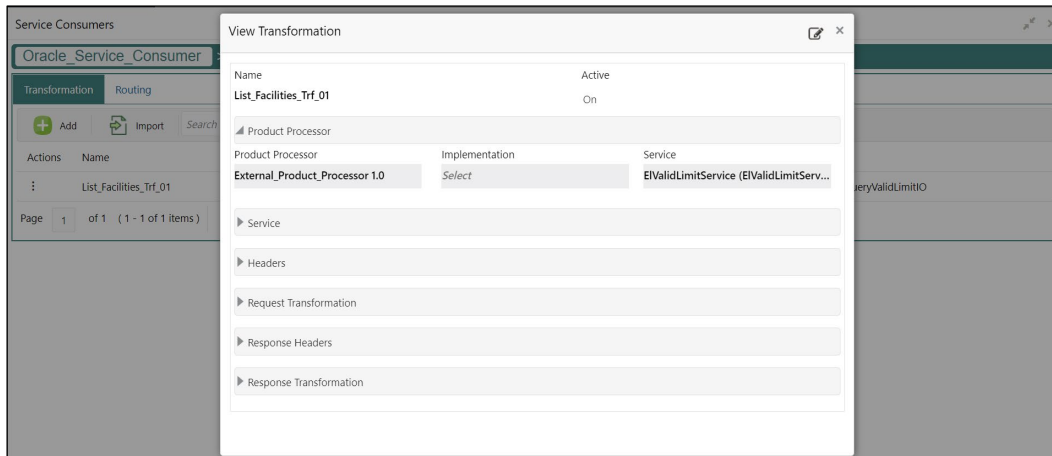 Service Consumers
Oracle_Service_Consumer >
Transformation Routing
Add Import Search
Actions Name
List_Facilities_Trf_01
Page 1 of 1 ( 1 - 1 of 1 items )
View Transformation
Name Active
List_Facilities_Trf_01 On
Product Processor
Product Processor Implementation Service
External_Product_Processor 1.0 Select ElValidLimitService (ElValidLimitServ...
Service
Headers
Request Transformation
Response Headers
Response Transformation